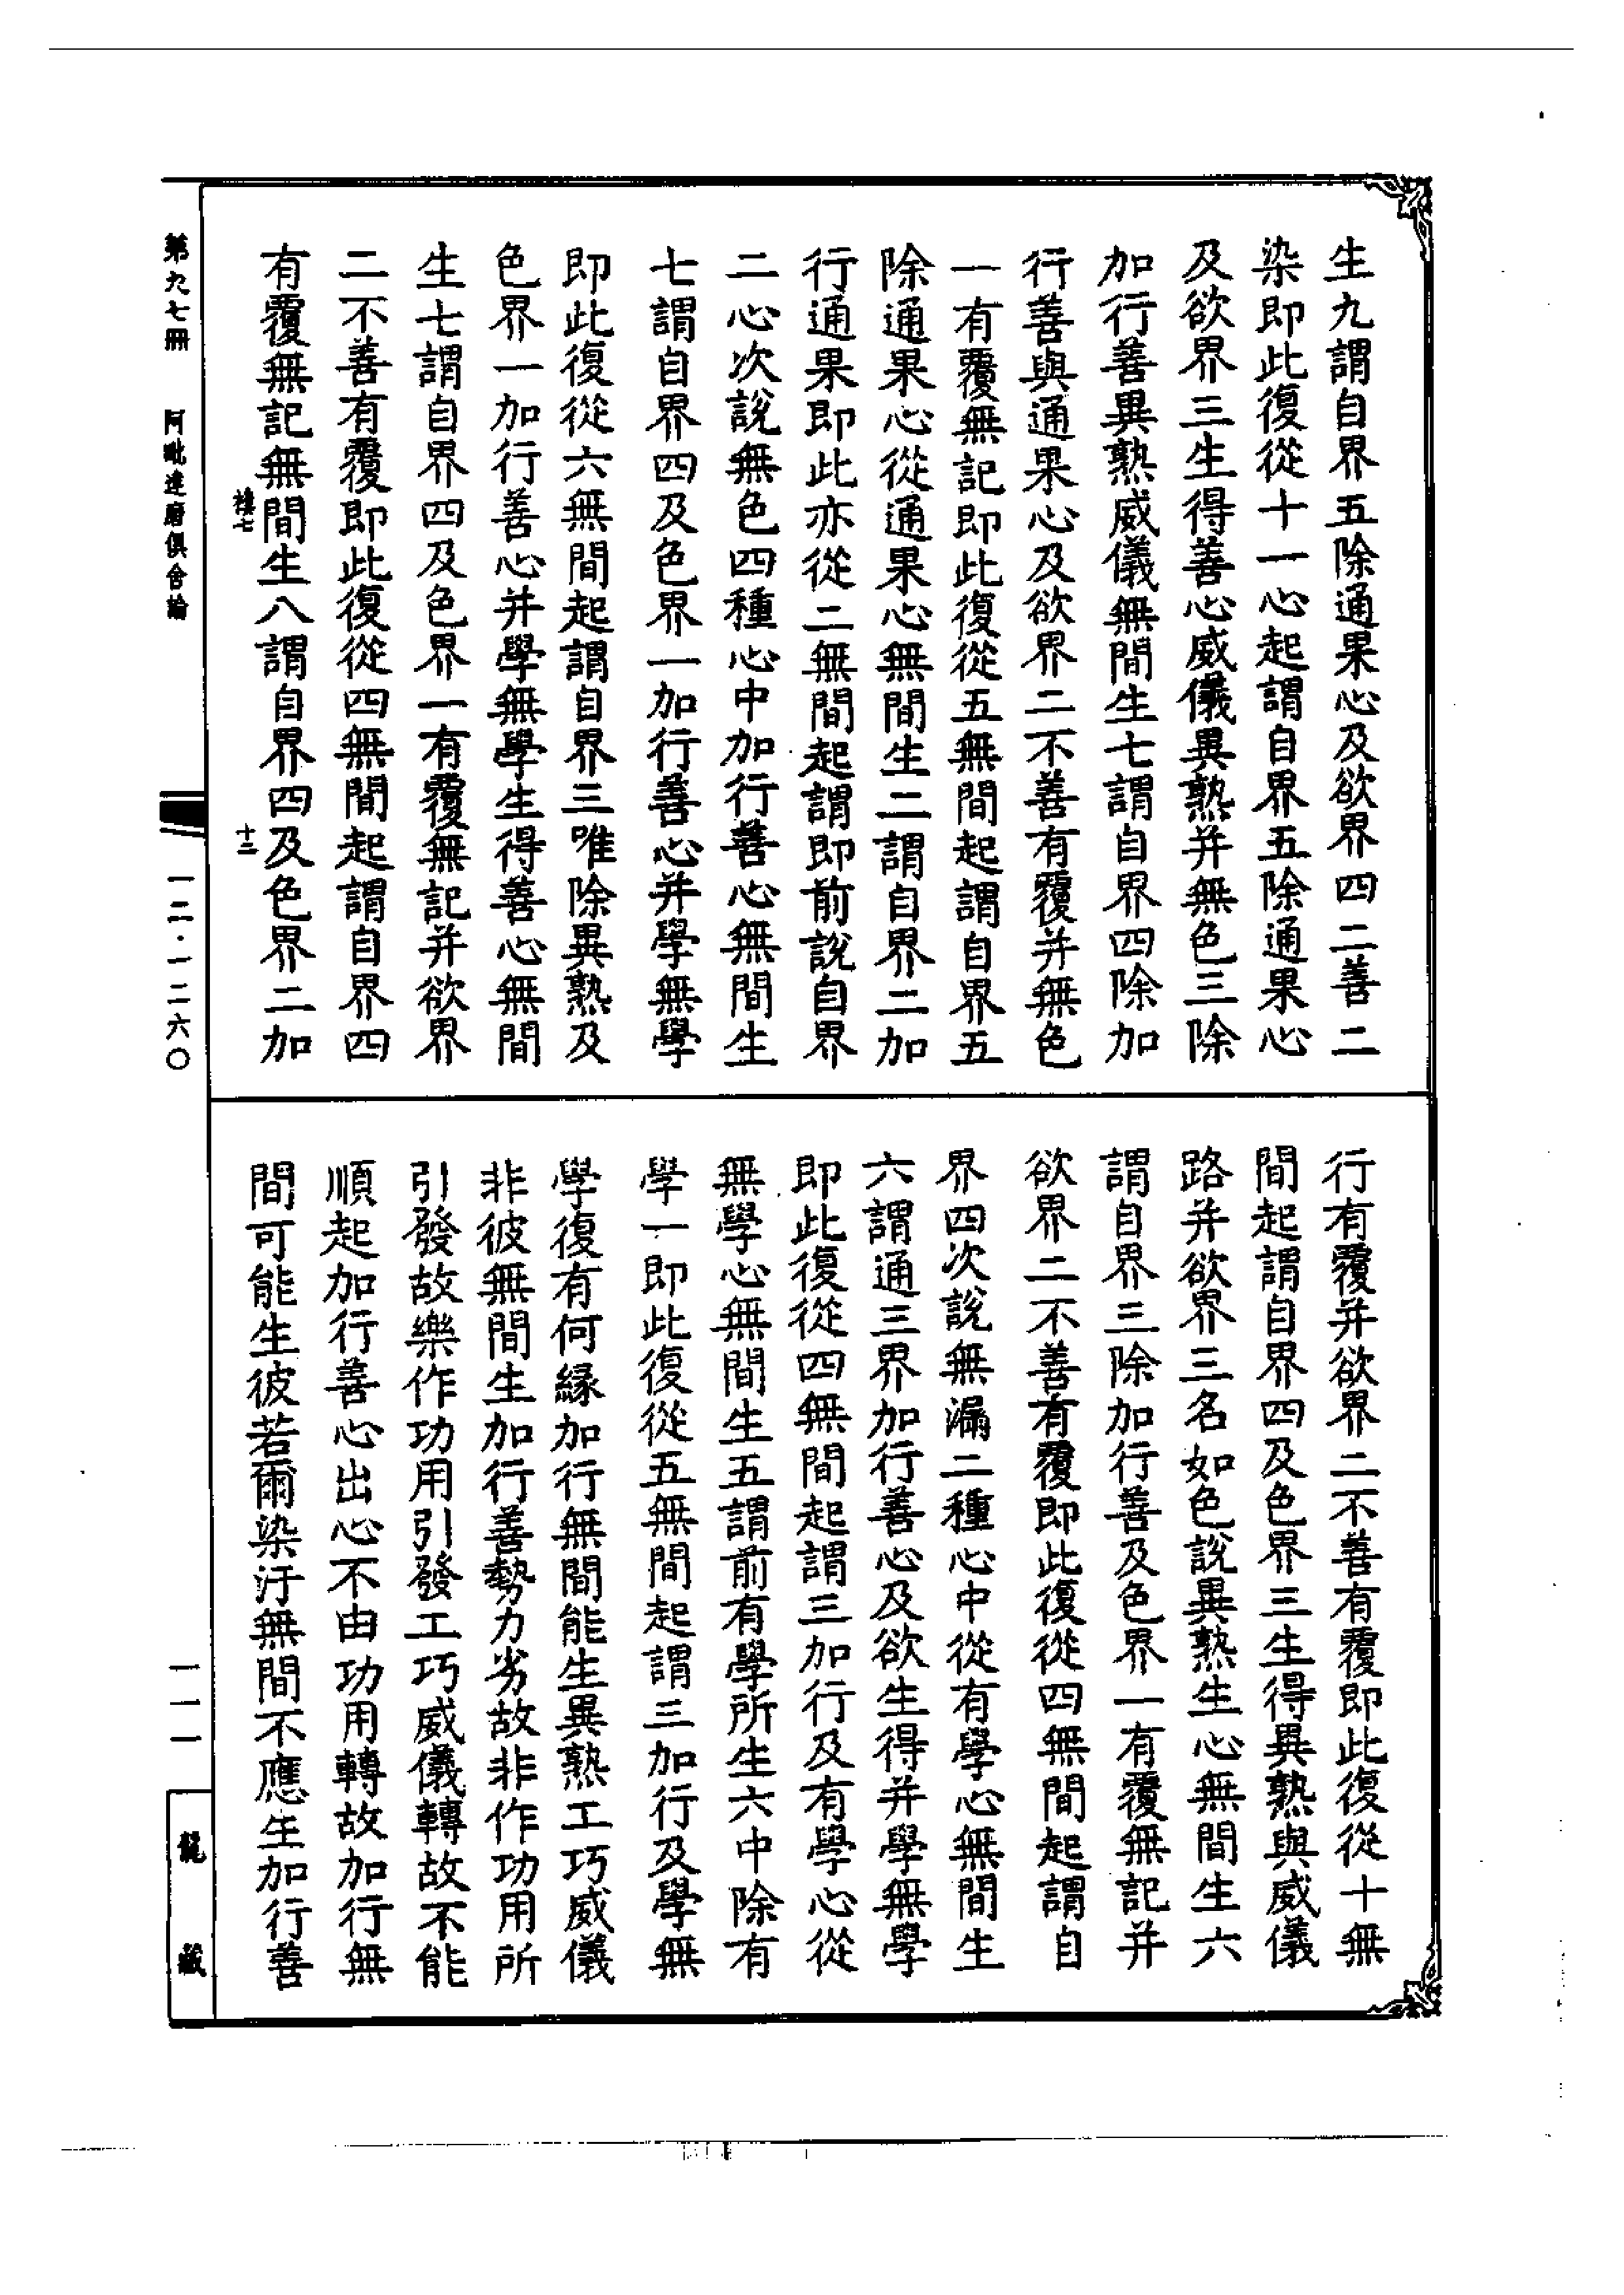 生九謂自界五除通果心及欲界四二善二
染即此復從十一心起謂自界五除通果心
及欲界三生得善心威儀異熟并無色三除
加行善異熟威儀無間生七謂自界四除加
行善與通果心及欲界二不善有覆并無色
一有覆無記即此復從五無間起謂自界五
除通果心從通果心無間生二謂自界二加
行通果即此亦從二無間起謂即前說自界
二心次說無色四種心中加行善心無間生
七謂自界四及色界一加行善心并學無學
即此復從六無間起謂自界三唯除異熟及
色界一加行善心并學無學生得善心無間
生七謂自界四及色界一有覆無記并欲界
二不善有覆即此復從四無間起謂自界四
有覆無記無間生八謂自界四及色界二加
行有覆并欲界二不善有覆即此復從十無
間起謂自界四及色界三生得異熟與威儀
路并欲界三名如色說異熟生心無間生六
謂自界三除加行善及色界一有覆無記并
欲界二不善有覆即此復從四無間起謂自
界四次說無漏二種心中從有學心無間生
六謂通三界加行善心及欲生得并學無學
即此復從四無間起謂三加行及有學心從
無學心無間生五謂前有學所生六中除有
學一即此復從五無間起謂三加行及學無
學復有何緣加行無間能生異熟工巧威儀
非彼無間生加行善勢力劣故非作功用所
引發故樂作功用引發工巧威儀轉故不能
順起加行善心出心不由功用轉故加行無
間可能生彼若爾染汙無間不應生加行善
十二
第九七冊 阿毗達磨俱舍論
一二·一二六〇
一一一
龍藏